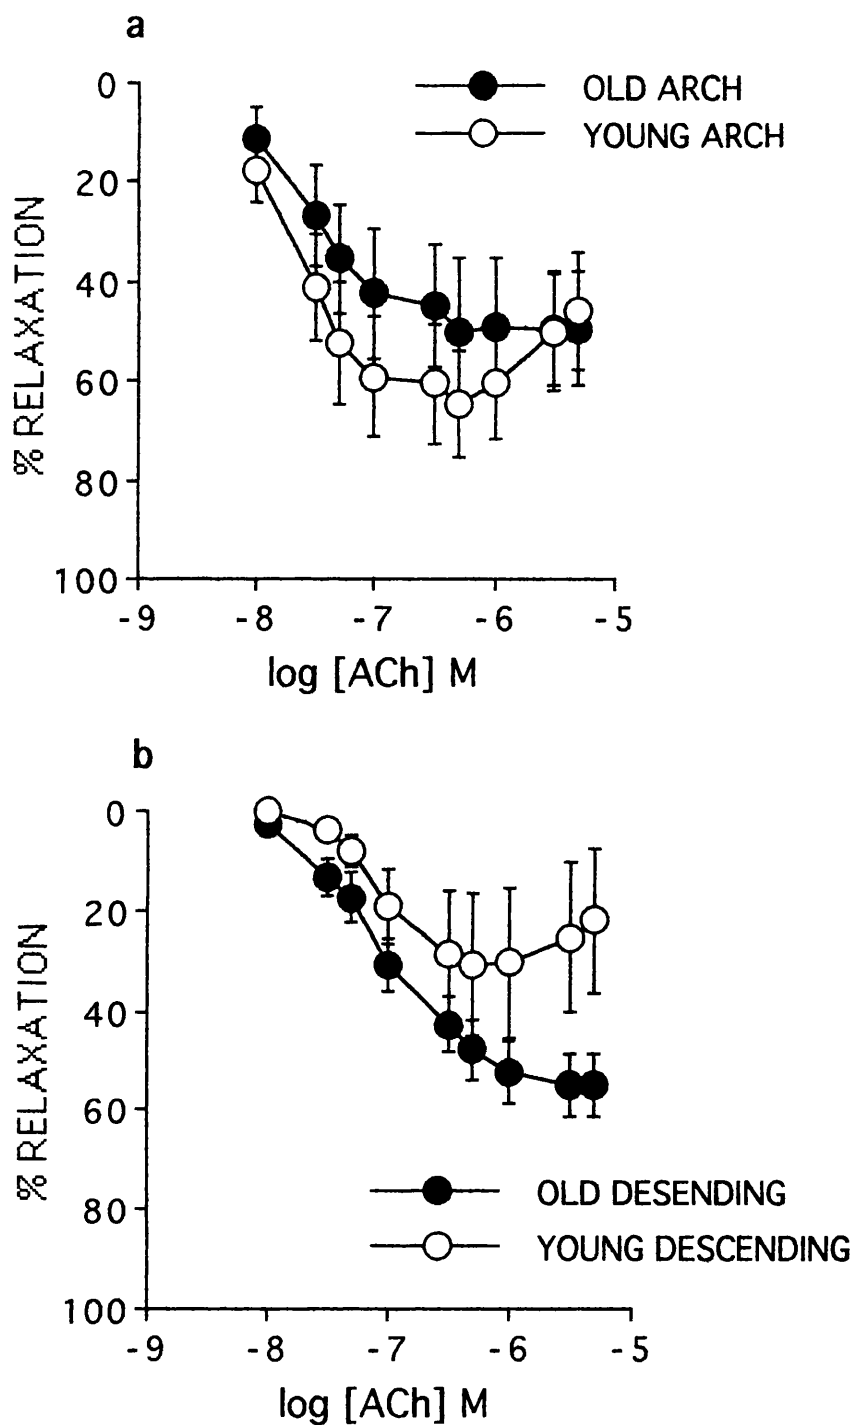 a
0
20
40
60
80
100
% RELAXATION
OLD ARCH
YOUNG ARCH
-9 -8 -7 -6 -5
log [ACh] M
b
0
20
40
60
80
100
% RELAXATION
OLD DESENDING
YOUNG DESCENDING
-9 -8 -7 -6 -5
log [ACh] M